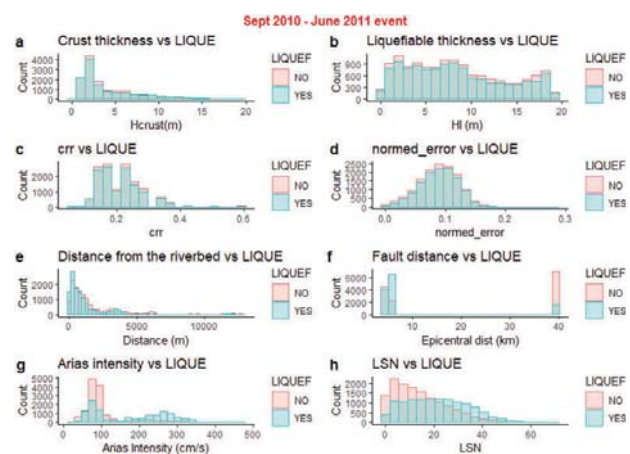 Sept 2010 - June 2011 event
a Crust thickness vs LIQUE
Count
4000
3000
2000
1000
0
0 5 10 15 20
Hcrust(m)
LIQUEF
NO
YES
b Liquefiable thickness vs LIQUE
Count
900
600
300
0
0 5 10 15 20
Hl (m)
LIQUEF
NO
YES
c crr vs LIQUE
Count
2000
1000
0
0.2 0.4 0.6
crr
LIQUEF
NO
YES
d normed_error vs LIQUE
Count
2500
2000
1500
1000
500
0
0.0 0.1 0.2 0.3
normed_error
LIQUEF
NO
YES
e Distance from the riverbed vs LIQUE
Count
2000
1000
0
0 5000 10000
Distance (m)
LIQUEF
NO
YES
f Fault distance vs LIQUE
Count
6000
4000
2000
0
10 20 30 40
Epicentral dist (km)
LIQUEF
NO
YES
g Arias intensity vs LIQUE
Count
5000
4000
3000
2000
1000
0
0 100 200 300 400 500
Arias Intensity (cm/s)
LIQUEF
NO
YES
h LSN vs LIQUE
Count
2000
1500
1000
500
0
0 20 40 60
LSN
LIQUEF
NO
YES